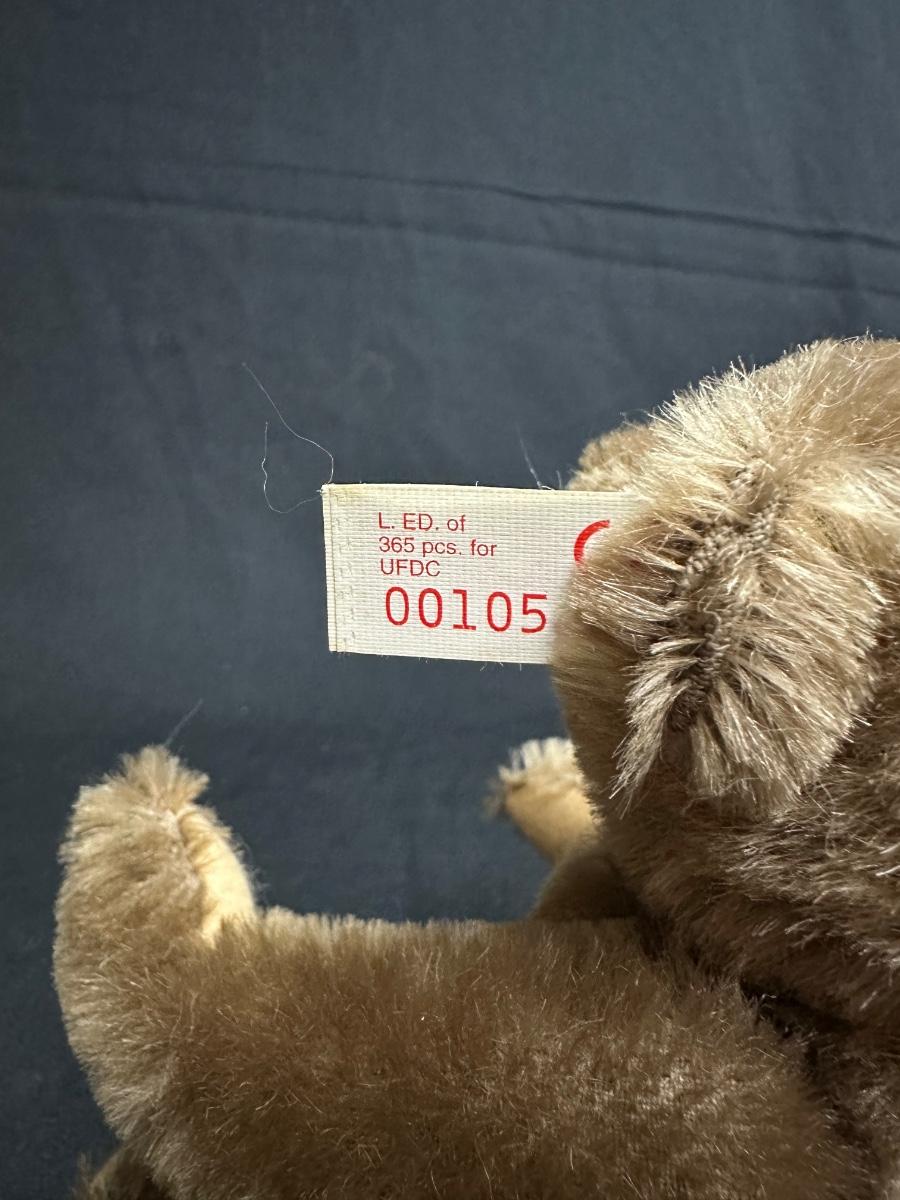 L. ED. of
365 pcs. for
UFDC
00105